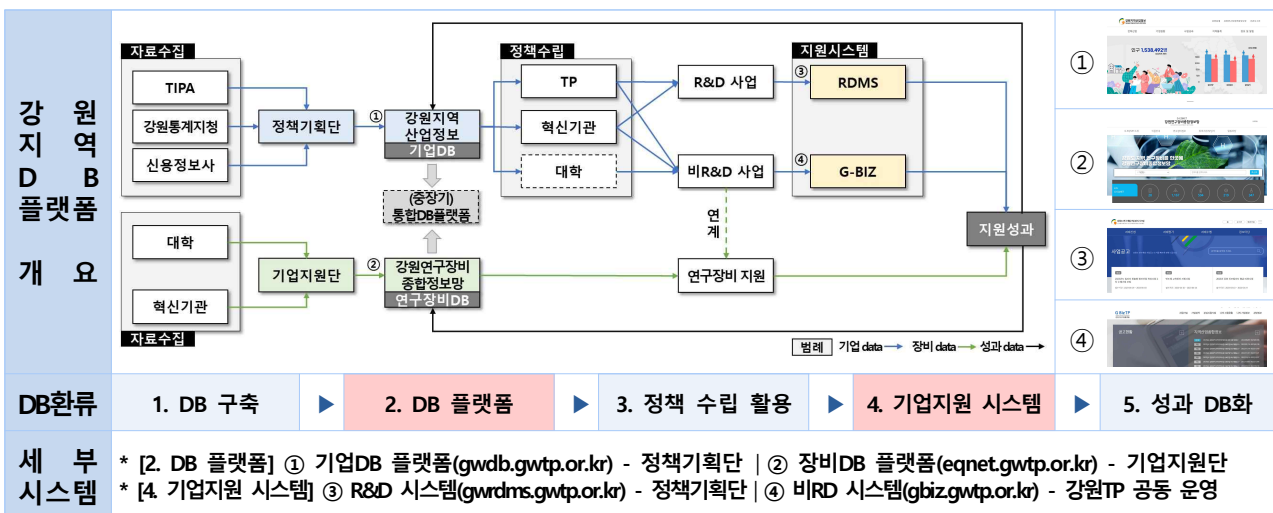 강 원
지 역
D B
플랫폼
개 요
자료수집
TIPA
강원통계지청
신용정보사
정책기획단
①
강원지역
산업정보
기업DB
정책수립
TP
혁신기관
대학
R&D 사업
비R&D 사업
지원시스템
③
RDMS
④
G-BIZ
(중장기)
통합DB플랫폼
연
계
지원성과
대학
혁신기관
자료수집
기업지원단
②
강원연구장비
종합정보망
연구장비DB
연구장비 지원
범례 기업 data 장비 data 성과 data
①
인구 1,538,492명
②
③
사업공고
④
DB환류
1. DB 구축 ▶ 2. DB 플랫폼 ▶ 3. 정책 수립 활용 ▶ 4. 기업지원 시스템 ▶ 5. 성과 DB화
세 부
시스템
* [2. DB 플랫폼] ① 기업DB 플랫폼(gwdb.gwtp.or.kr) - 정책기획단 | ② 장비DB 플랫폼(eqnet.gwtp.or.kr) - 기업지원단
* [4. 기업지원 시스템] ③ R&D 시스템(gwrdms.gwtp.or.kr) - 정책기획단 | ④ 비RD 시스템(gbiz.gwtp.or.kr) - 강원TP 공동 운영